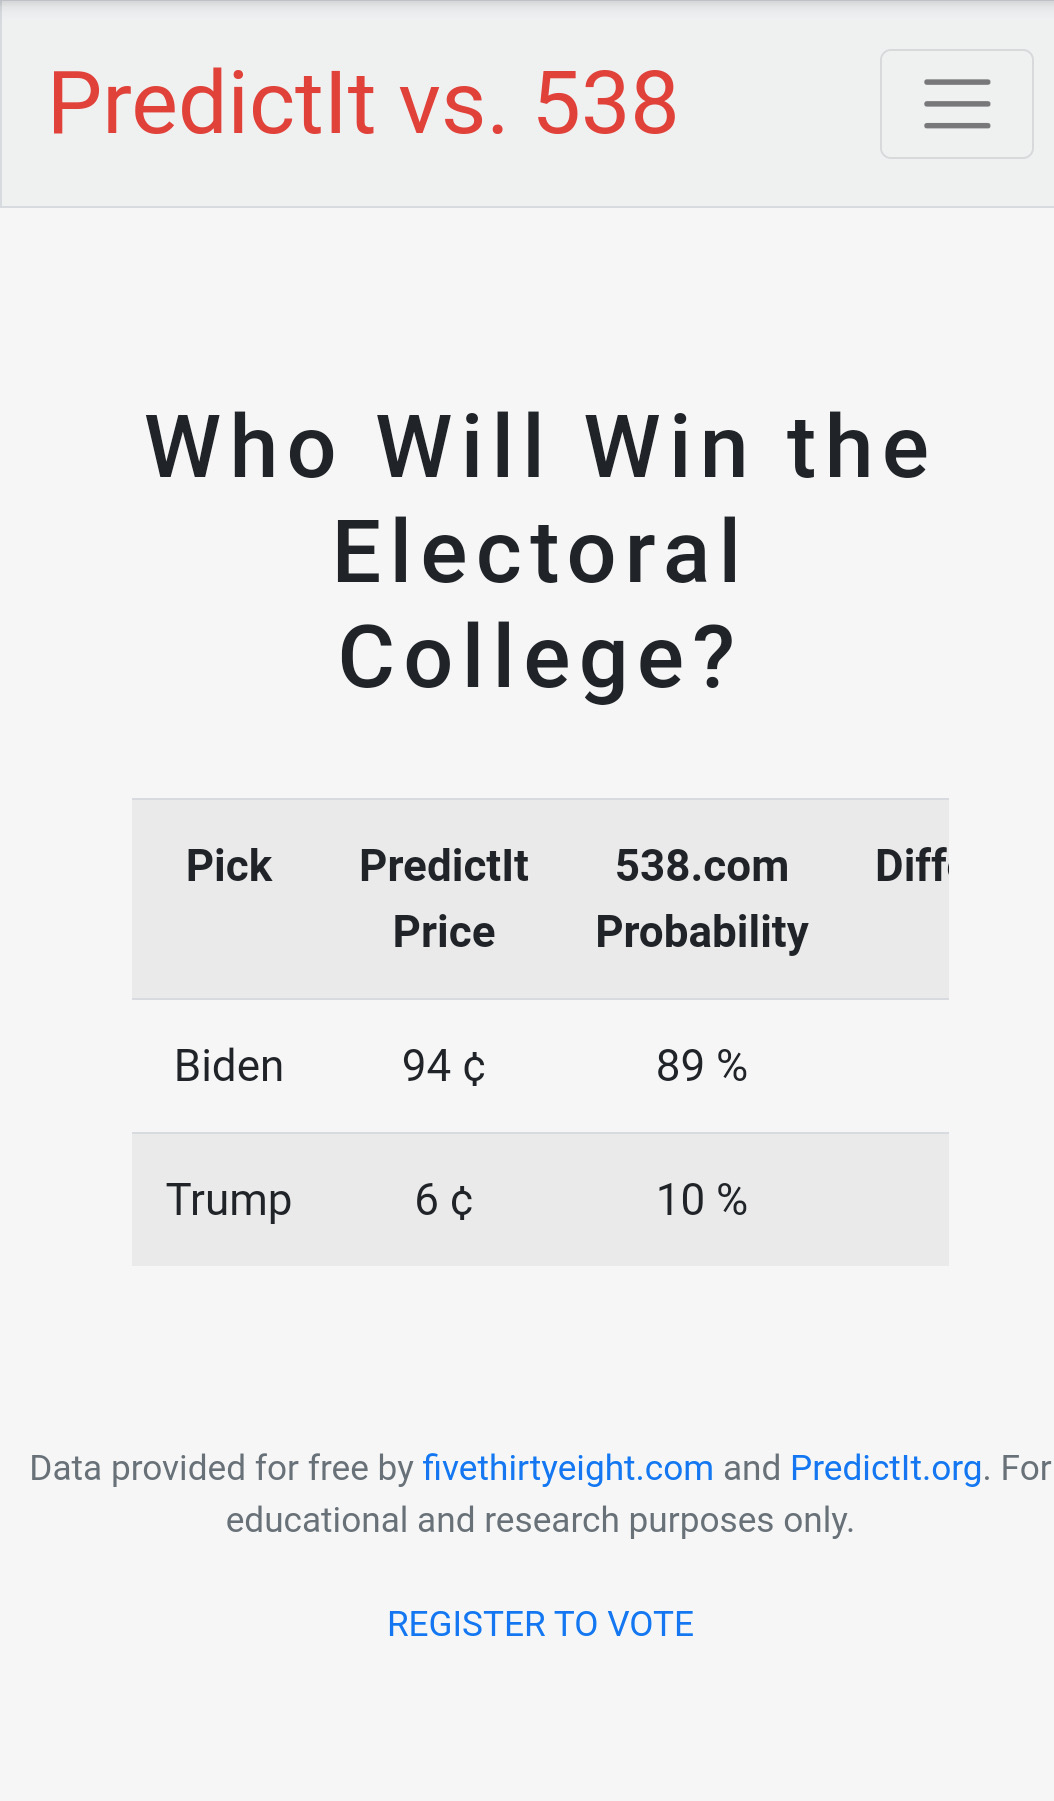 PredictIt vs. 538
Who Will Win the
Electoral
College?
Pick PredictIt 538.com
Price Probability
Biden 94 ¢ 89 %
Trump 6 ¢ 10 %
Data provided for free by fivethirtyeight.com and PredictIt.org. For
educational and research purposes only.
REGISTER TO VOTE